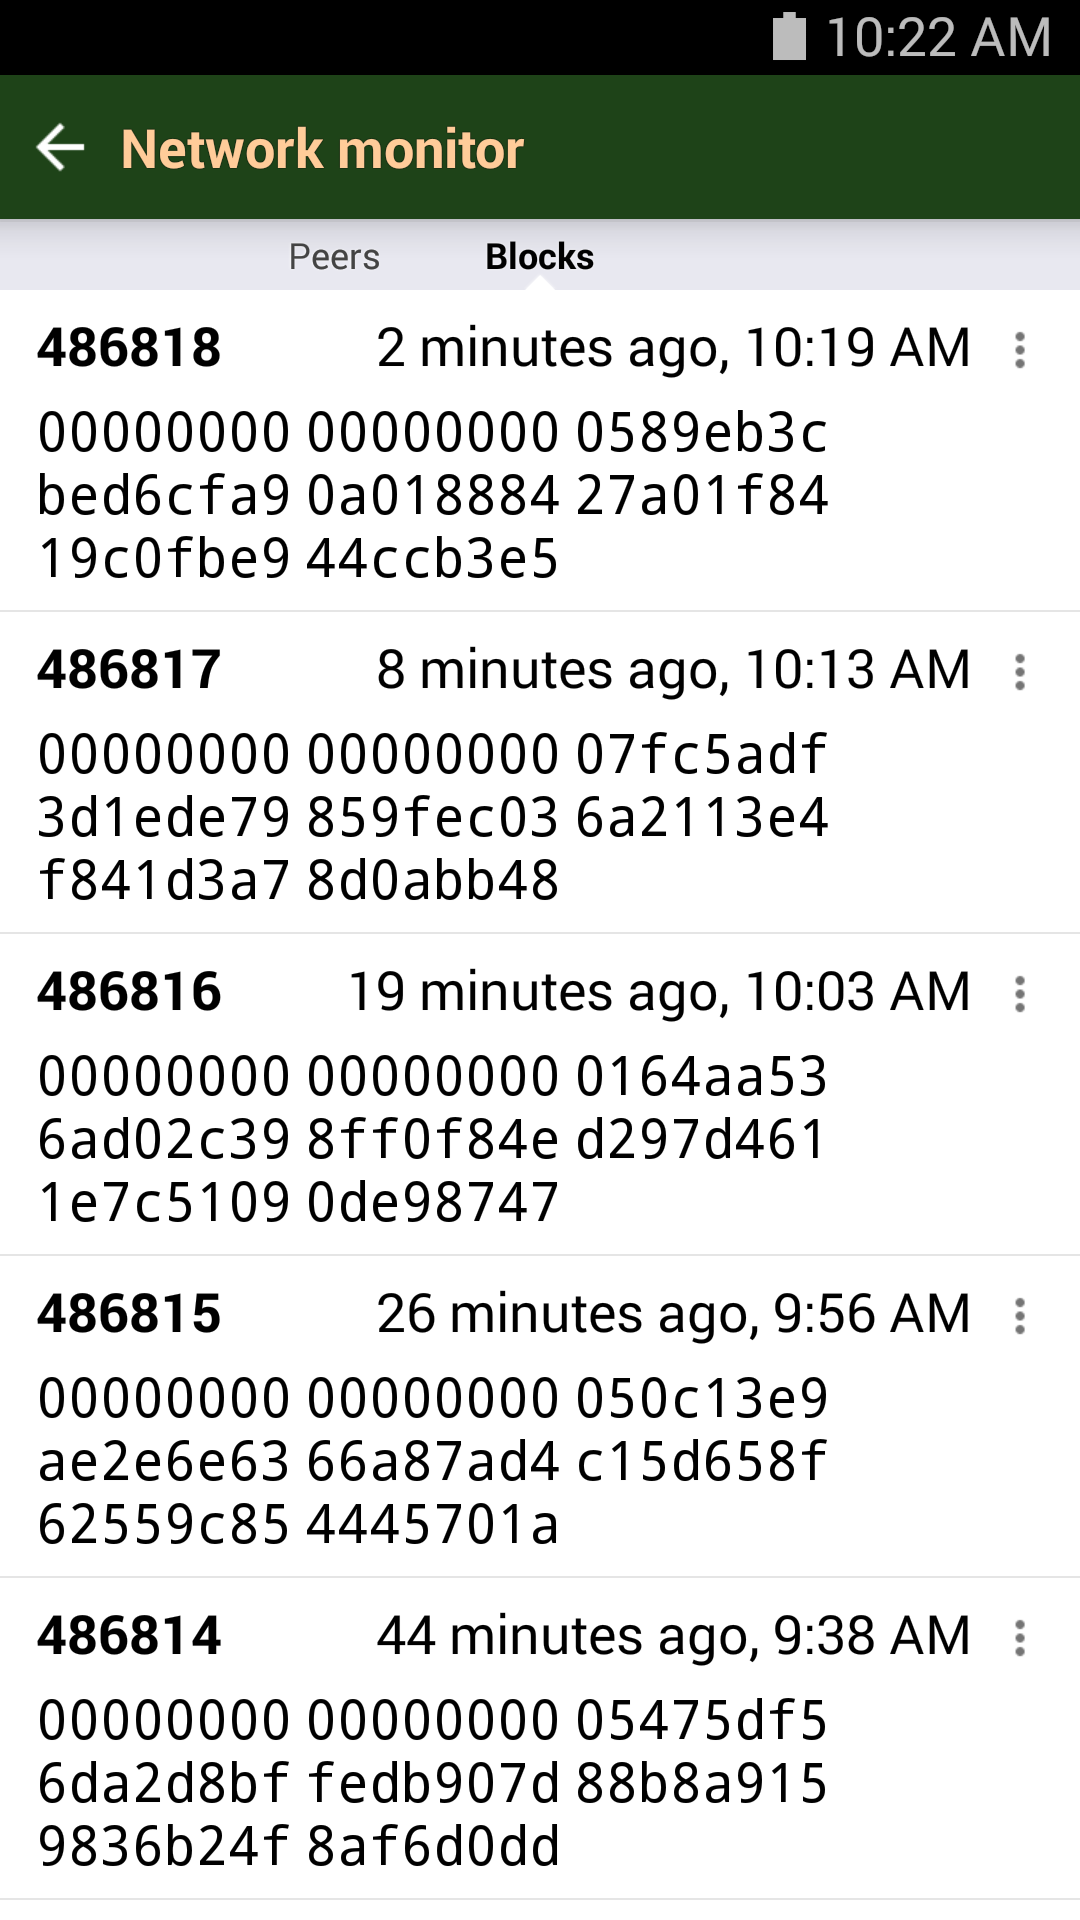 10:22 AM
Network monitor
Peers Blocks
486818 2 minutes ago, 10:19 AM
00000000 00000000 0589eb3c
bed6cfa9 0a018884 27a01f84
19c0fbe9 44ccb3e5
486817 8 minutes ago, 10:13 AM
00000000 00000000 07fc5adf
3d1ede79 859fec03 6a2113e4
f841d3a7 8d0abb48
486816 19 minutes ago, 10:03 AM
00000000 00000000 0164aa53
6ad02c39 8ff0f84e d297d461
1e7c5109 0de98747
486815 26 minutes ago, 9:56 AM
00000000 00000000 050c13e9
ae2e6e63 66a87ad4 c15d658f
62559c85 4445701a
486814 44 minutes ago, 9:38 AM
00000000 00000000 05475df5
6da2d8bf fedb907d 88b8a915
9836b24f 8af6d0dd